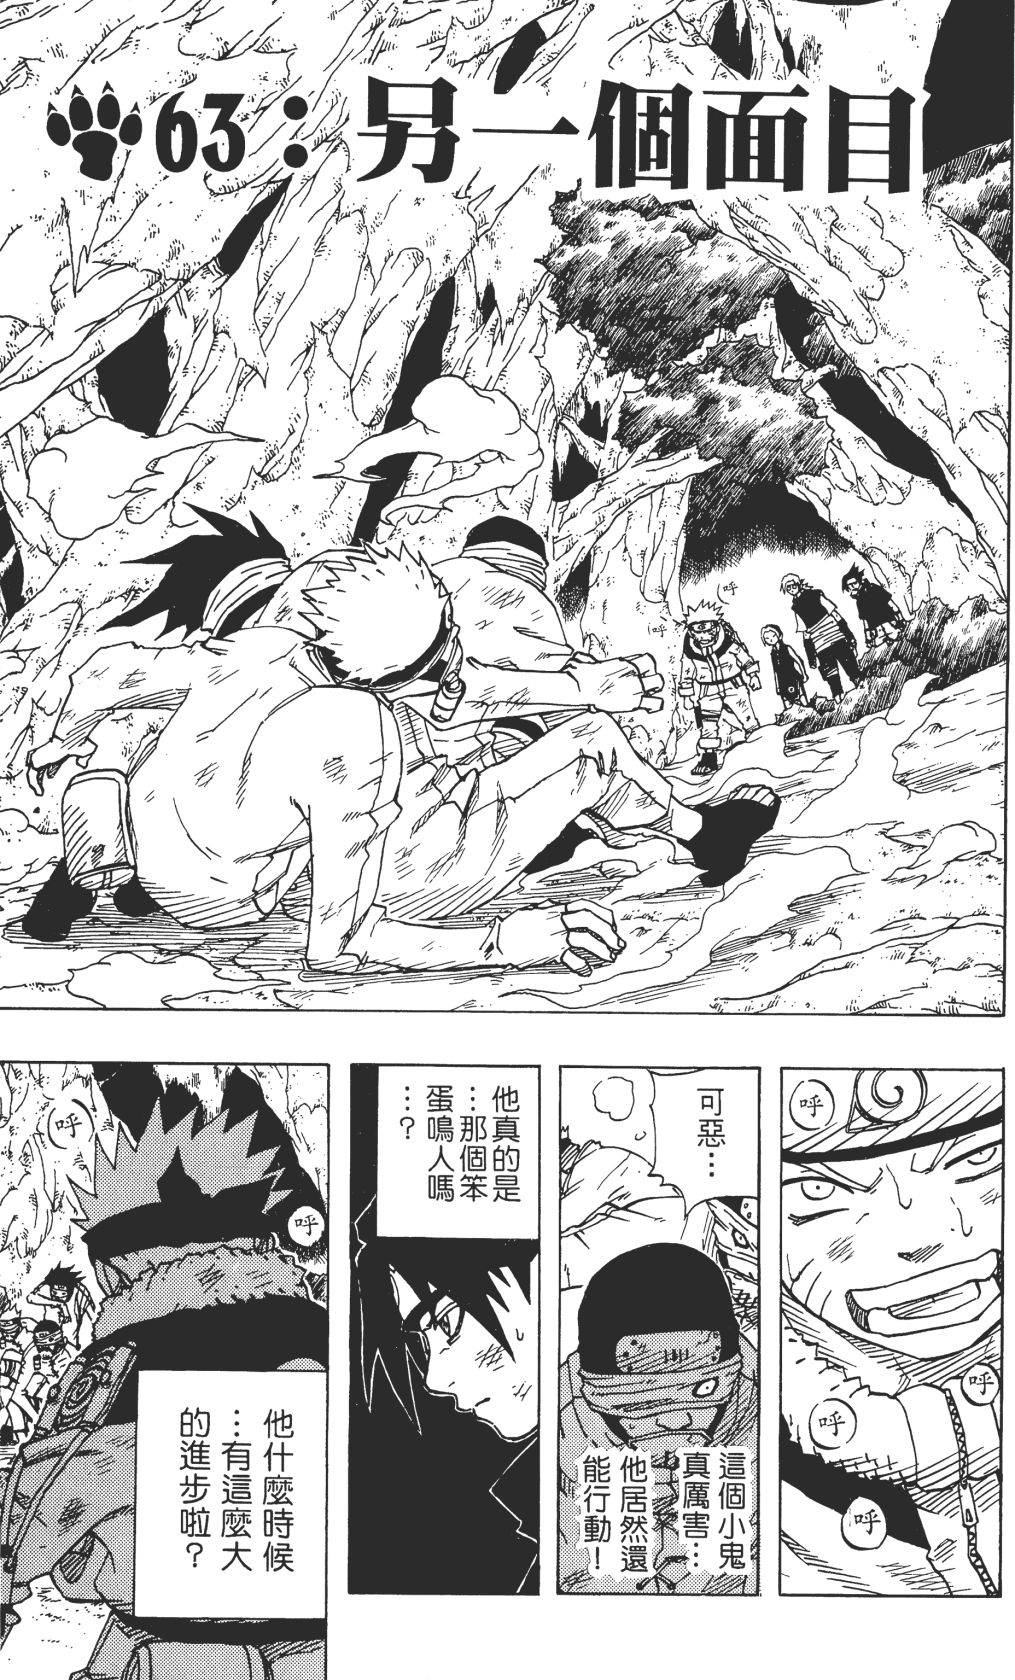 63：另一個面目
呼
呼
呼
呼
呼
呼
可惡…
這個小鬼
真厲害…
他居然還
能行動！
他真的是
…那個笨
蛋鳴人嗎
…？
呼
呼
他什麼時候
…有這麼大
的進步啦？